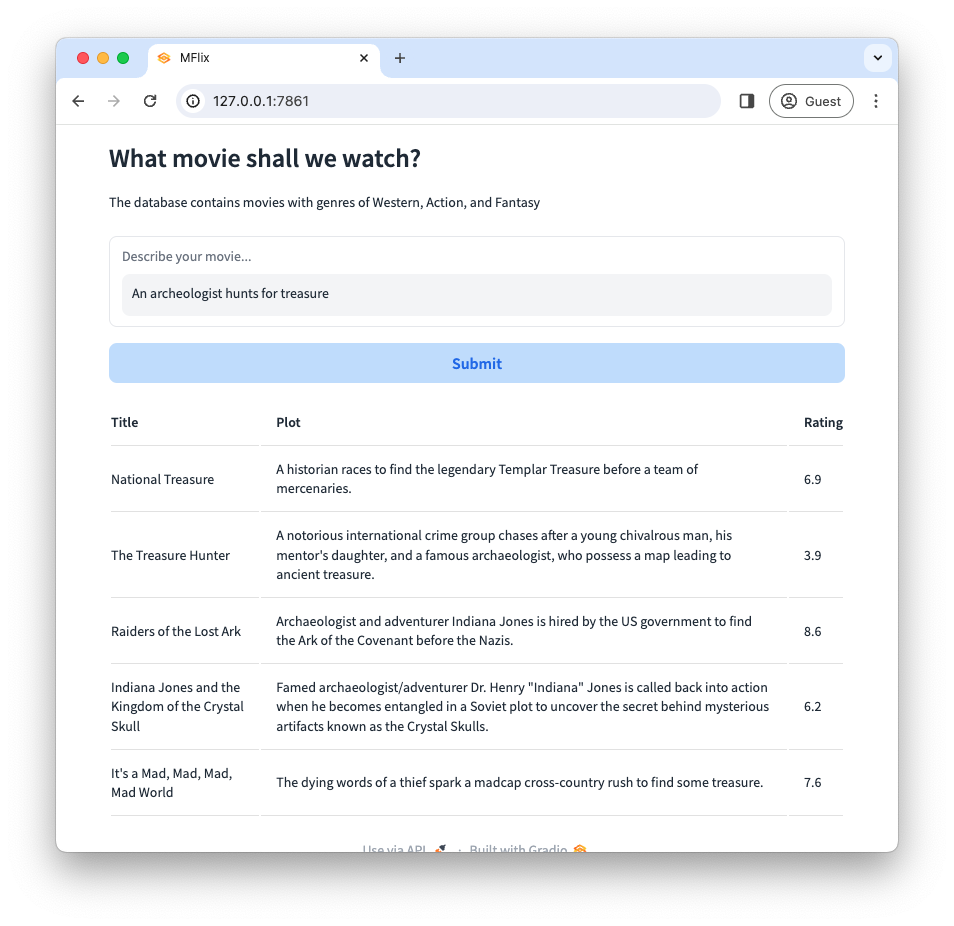 MFlix
127.0.0.1:7861
Guest
What movie shall we watch?
The database contains movies with genres of Western, Action, and Fantasy
Describe your movie...
An archeologist hunts for treasure
Submit
Title Plot Rating
National Treasure
A historian races to find the legendary Templar Treasure before a team of
mercenaries.
6.9
The Treasure Hunter
A notorious international crime group chases after a young chivalrous man, his
mentor's daughter, and a famous archaeologist, who possess a map leading to
ancient treasure.
3.9
Raiders of the Lost Ark
Archaeologist and adventurer Indiana Jones is hired by the US government to find
the Ark of the Covenant before the Nazis.
8.6
Indiana Jones and the
Kingdom of the Crystal
Skull
Famed archaeologist/adventurer Dr. Henry "Indiana" Jones is called back into action
when he becomes entangled in a Soviet plot to uncover the secret behind mysterious
artifacts known as the Crystal Skulls.
6.2
It's a Mad, Mad, Mad,
Mad World
The dying words of a thief spark a madcap cross-country rush to find some treasure.
7.6
Use via API · Built with Gradio